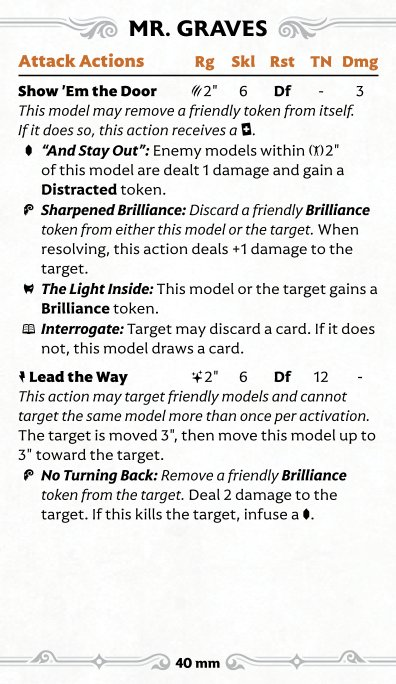 MR. GRAVES
Attack Actions Rg Skl Rst TN Dmg
Show ’Em the Door 2" 6 Df - 3
This model may remove a friendly token from itself.
If it does so, this action receives a .
“And Stay Out”: Enemy models within 2"
of this model are dealt 1 damage and gain a
Distracted token.
Sharpened Brilliance: Discard a friendly Brilliance
token from either this model or the target. When
resolving, this action deals +1 damage to the
target.
The Light Inside: This model or the target gains a
Brilliance token.
Interrogate: Target may discard a card. If it does
not, this model draws a card.
Lead the Way 2" 6 Df 12 -
This action may target friendly models and cannot
target the same model more than once per activation.
The target is moved 3", then move this model up to
3" toward the target.
No Turning Back: Remove a friendly Brilliance
token from the target. Deal 2 damage to the
target. If this kills the target, infuse a .
40 mm